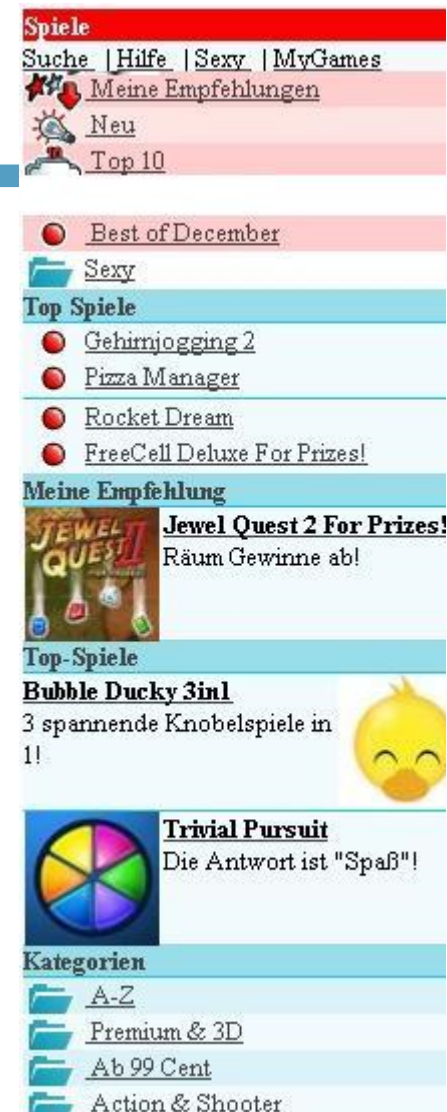 Spiele
Suche | Hilfe | Sexy | MyGames
Meine Empfehlungen
Neu
Top 10
Best of December
Sexy
Top Spiele
Gehirnjogging 2
Pizza Manager
Rocket Dream
FreeCell Deluxe For Prizes!
Meine Empfehlung
JEWEL QUEST II
Jewel Quest 2 For Prizes!
Räum Gewinne ab!
Top-Spiele
Bubble Ducky 3in1
3 spannende Knobelspiele in
1!
Trivial Pursuit
Die Antwort ist "Spaß"!
Kategorien
A-Z
Premium & 3D
Ab 99 Cent
Action & Shooter